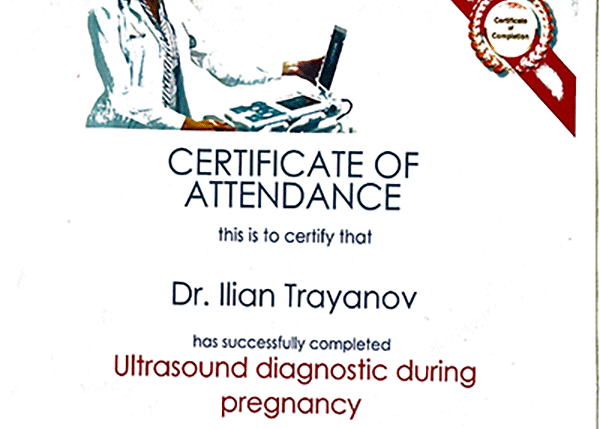 Certificate
of
Completion
CERTIFICATE OF
ATTENDANCE
this is to certify that
Dr. Ilian Trayanov
has successfully completed
Ultrasound diagnostic during
pregnancy